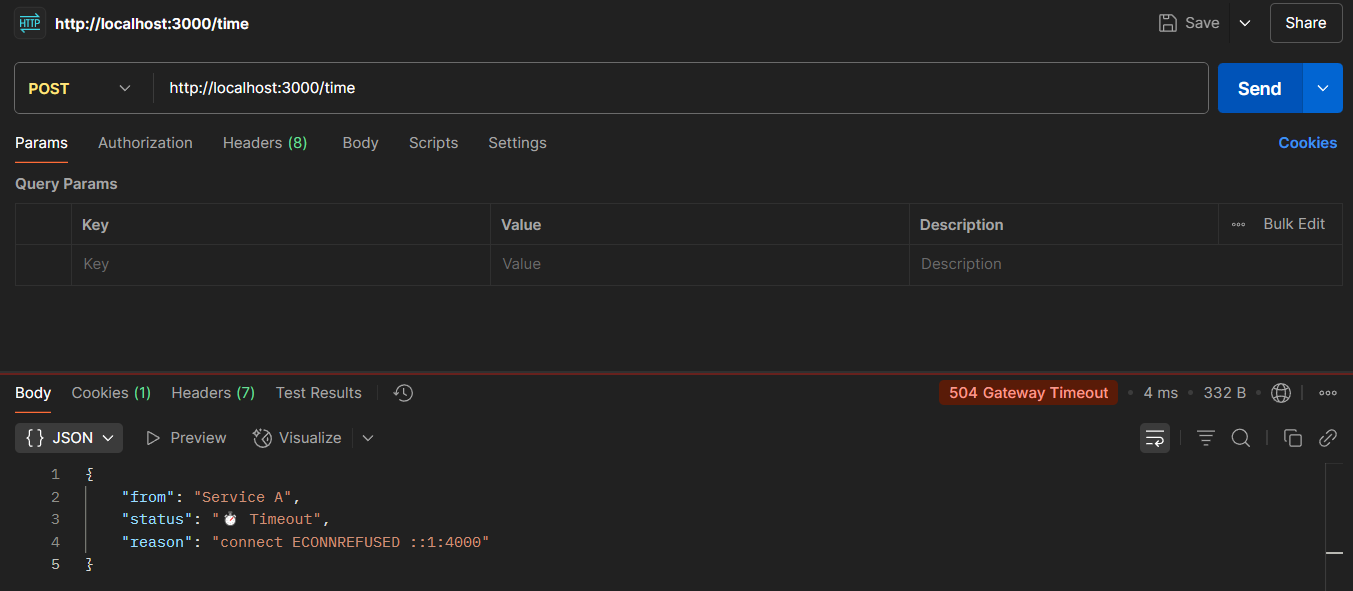 HTTP http://localhost:3000/time Save Share
POST http://localhost:3000/time Send
Params Authorization Headers (8) Body Scripts Settings Cookies
Query Params
Key Value Description Bulk Edit
Key Value Description
Body Cookies (1) Headers (7) Test Results 504 Gateway Timeout • 4 ms • 332 B •
{} JSON Preview Visualize
1 {
2 "from": "Service A",
3 "status": "⏱ Timeout",
4 "reason": "connect ECONNREFUSED ::1:4000"
5 }